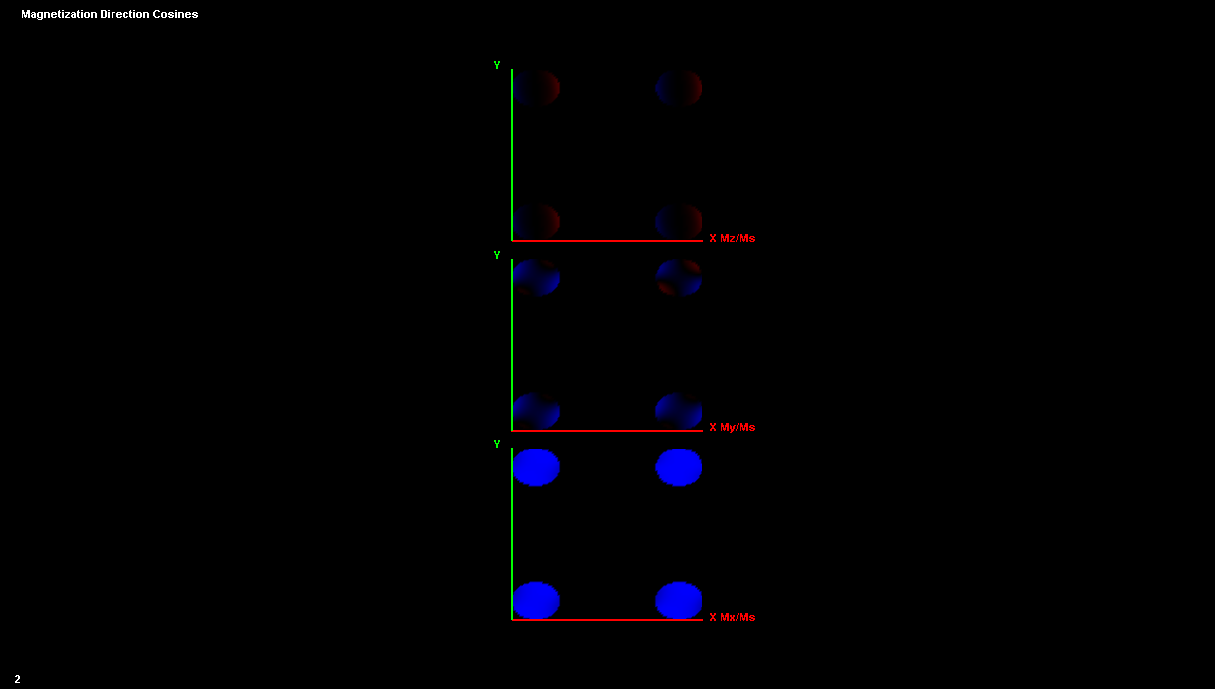 Magnetization Direction Cosines
Y
X Mz/Ms
Y
X My/Ms
Y
X Mx/Ms
2